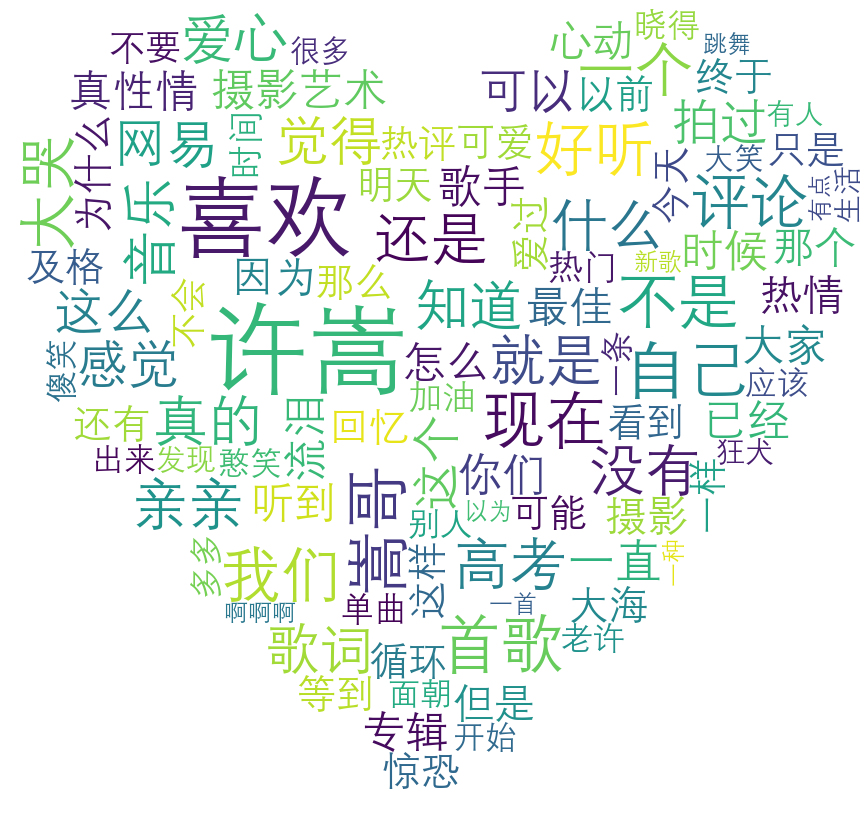 不要
爱心
很多
心动
晓得
跳舞
一个
终于
真性情
摄影艺术
可以
以前
拍过
有人
大哭
为什么
网易
时间
觉得
热评
可爱
好听
今天
大笑
只是
喜欢
明天
歌手
评论
有点
生活
音乐
还是
爱过
什么
时候
那个
及格
因为
那么
热门
新歌
不是
热情
这么
不会
许嵩
知道
最佳
傻笑
感觉
怎么
就是
一条
自己
大家
应该
还有
真的
流泪
回忆
加油
这个
现在
看到
已经
出来
发现
憨笑
你们
没有
一样
狂犬
亲亲
听到
嵩哥
别人
以为
可能
摄影
多多
我们
这样
高考
一直
一种
啊啊啊
单曲
一首
大海
歌词
循环
首歌
老许
等到
面朝
但是
专辑
开始
惊恐